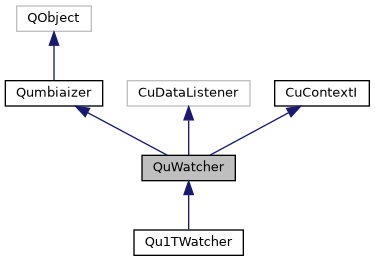 QObject
Qumbiaizer
CuDataListener
CuContextI
QuWatcher
Qu1TWatcher